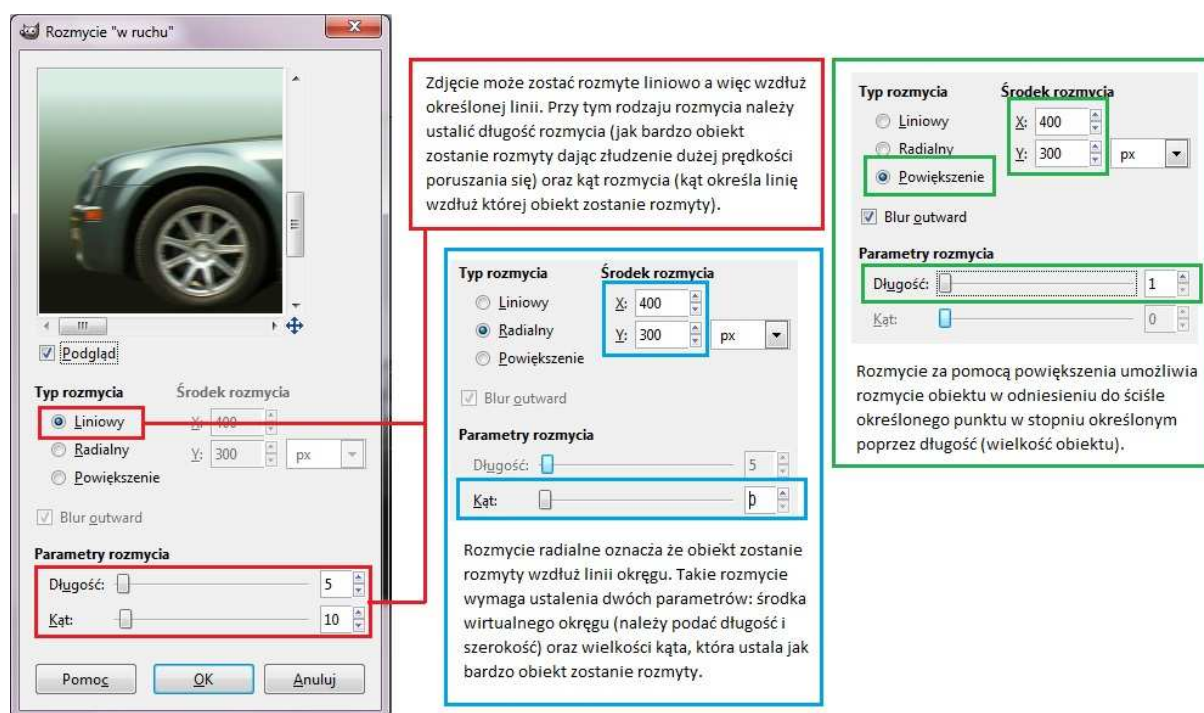 Rozmycie "w ruchu"
Podgląd
Typ rozmycia Środek rozmycia
Liniowy X: 400
Radialny Y: 300 px
Powiększenie
Blur outward
Parametry rozmycia
Długość: 5
Kąt: 10
Pomoc OK Anuluj
Zdjęcie może zostać rozmyte liniowo a więc wzdłuż
określonej linii. Przy tym rodzaju rozmycia należy
ustalić długość rozmycia (jak bardzo obiekt
zostanie rozmyty dając złudzenie dużej prędkości
poruszania się) oraz kąt rozmycia (kąt określa linię
wzdłuż której obiekt zostanie rozmyty).
Typ rozmycia Środek rozmycia
Liniowy X: 400
Radialny Y: 300 px
Powiększenie
Blur outward
Parametry rozmycia
Długość: 5
Kąt: 0
Rozmycie radialne oznacza że obiekt zostanie
rozmyty wzdłuż linii okręgu. Takie rozmycie
wymaga ustalenia dwóch parametrów: środka
wirtualnego okręgu (należy podać długość i
szerokość) oraz wielkości kąta, która ustala jak
bardzo obiekt zostanie rozmyty.
Typ rozmycia Środek rozmycia
Liniowy X: 400
Radialny Y: 300 px
Powiększenie
Blur outward
Parametry rozmycia
Długość: 1
Kąt: 0
Rozmycie za pomocą powiększenia umożliwia
rozmycie obiektu w odniesieniu do ściśle
określonego punktu w stopniu określonym
poprzez długość (wielkość obiektu).